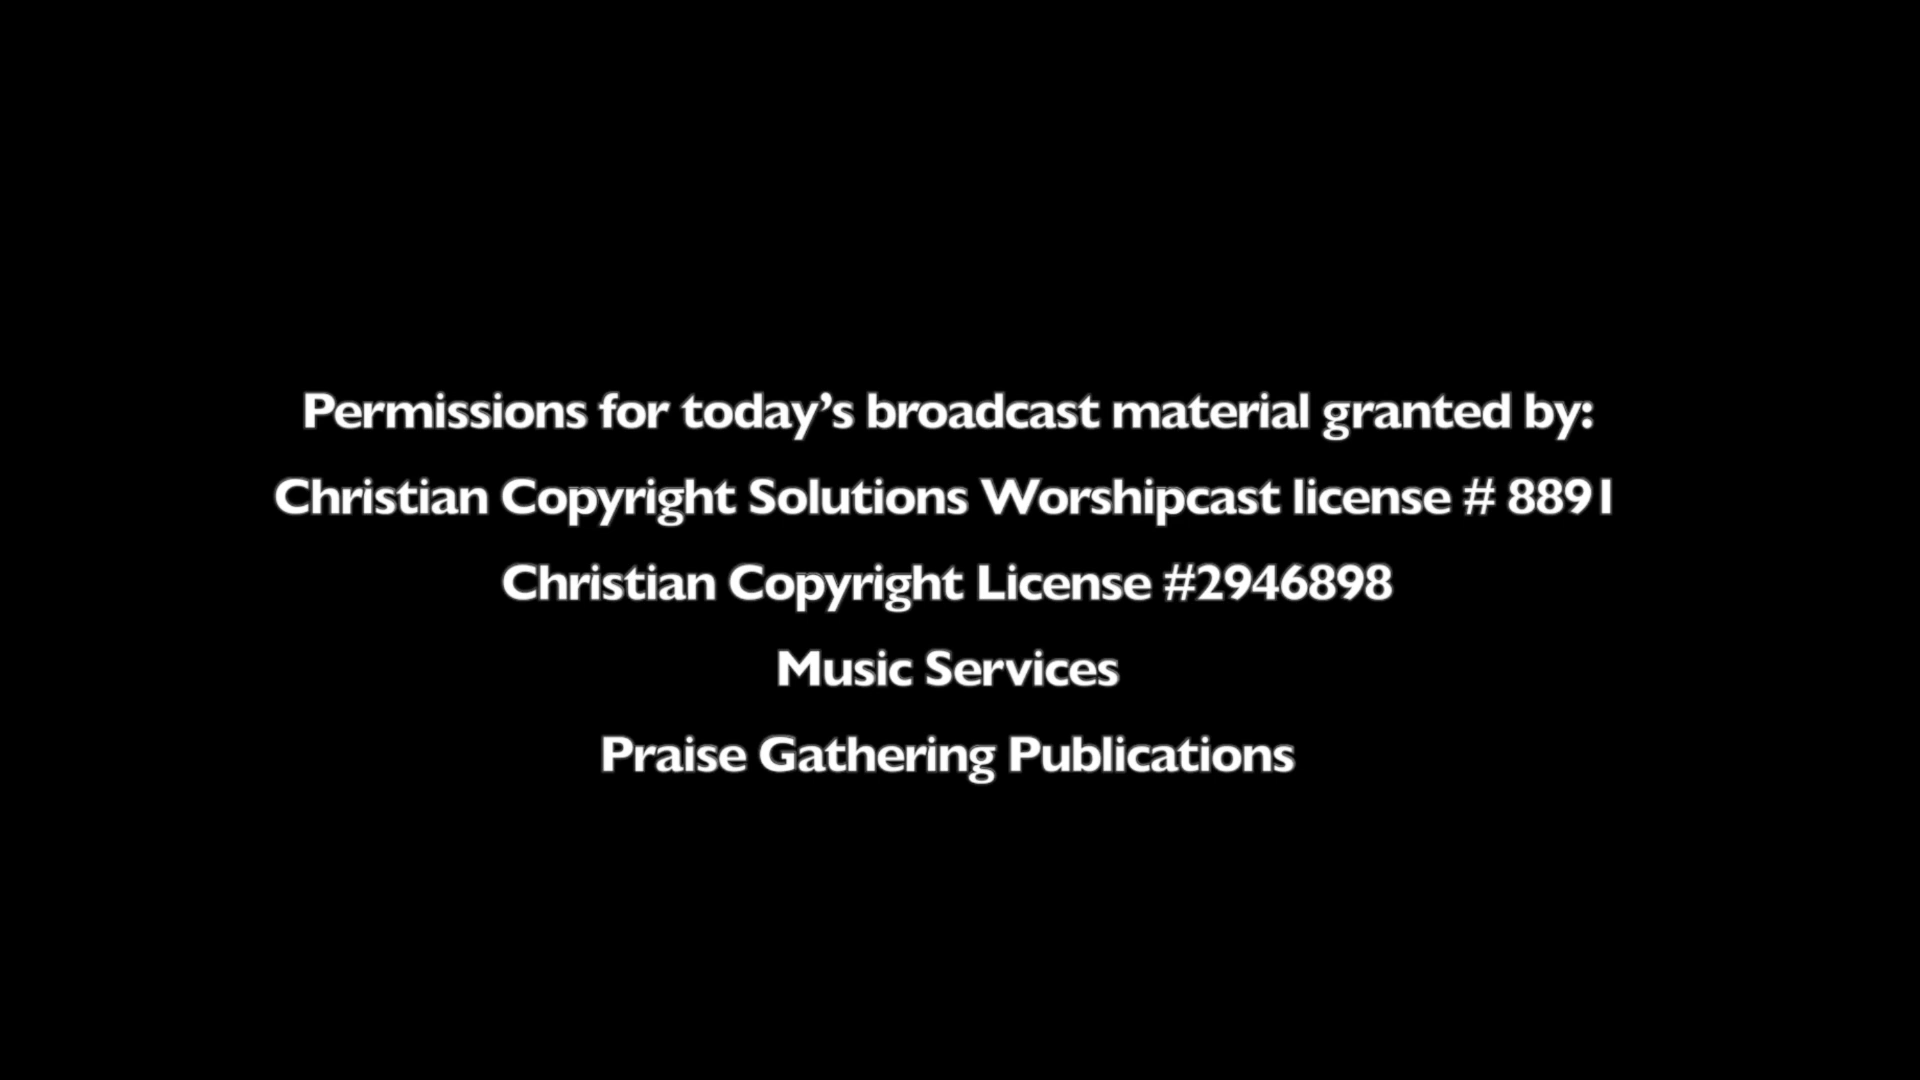 Permissions for today’s broadcast material granted by:
Christian Copyright Solutions Worshipcast license # 8891
Christian Copyright License #2946898
Music Services
Praise Gathering Publications